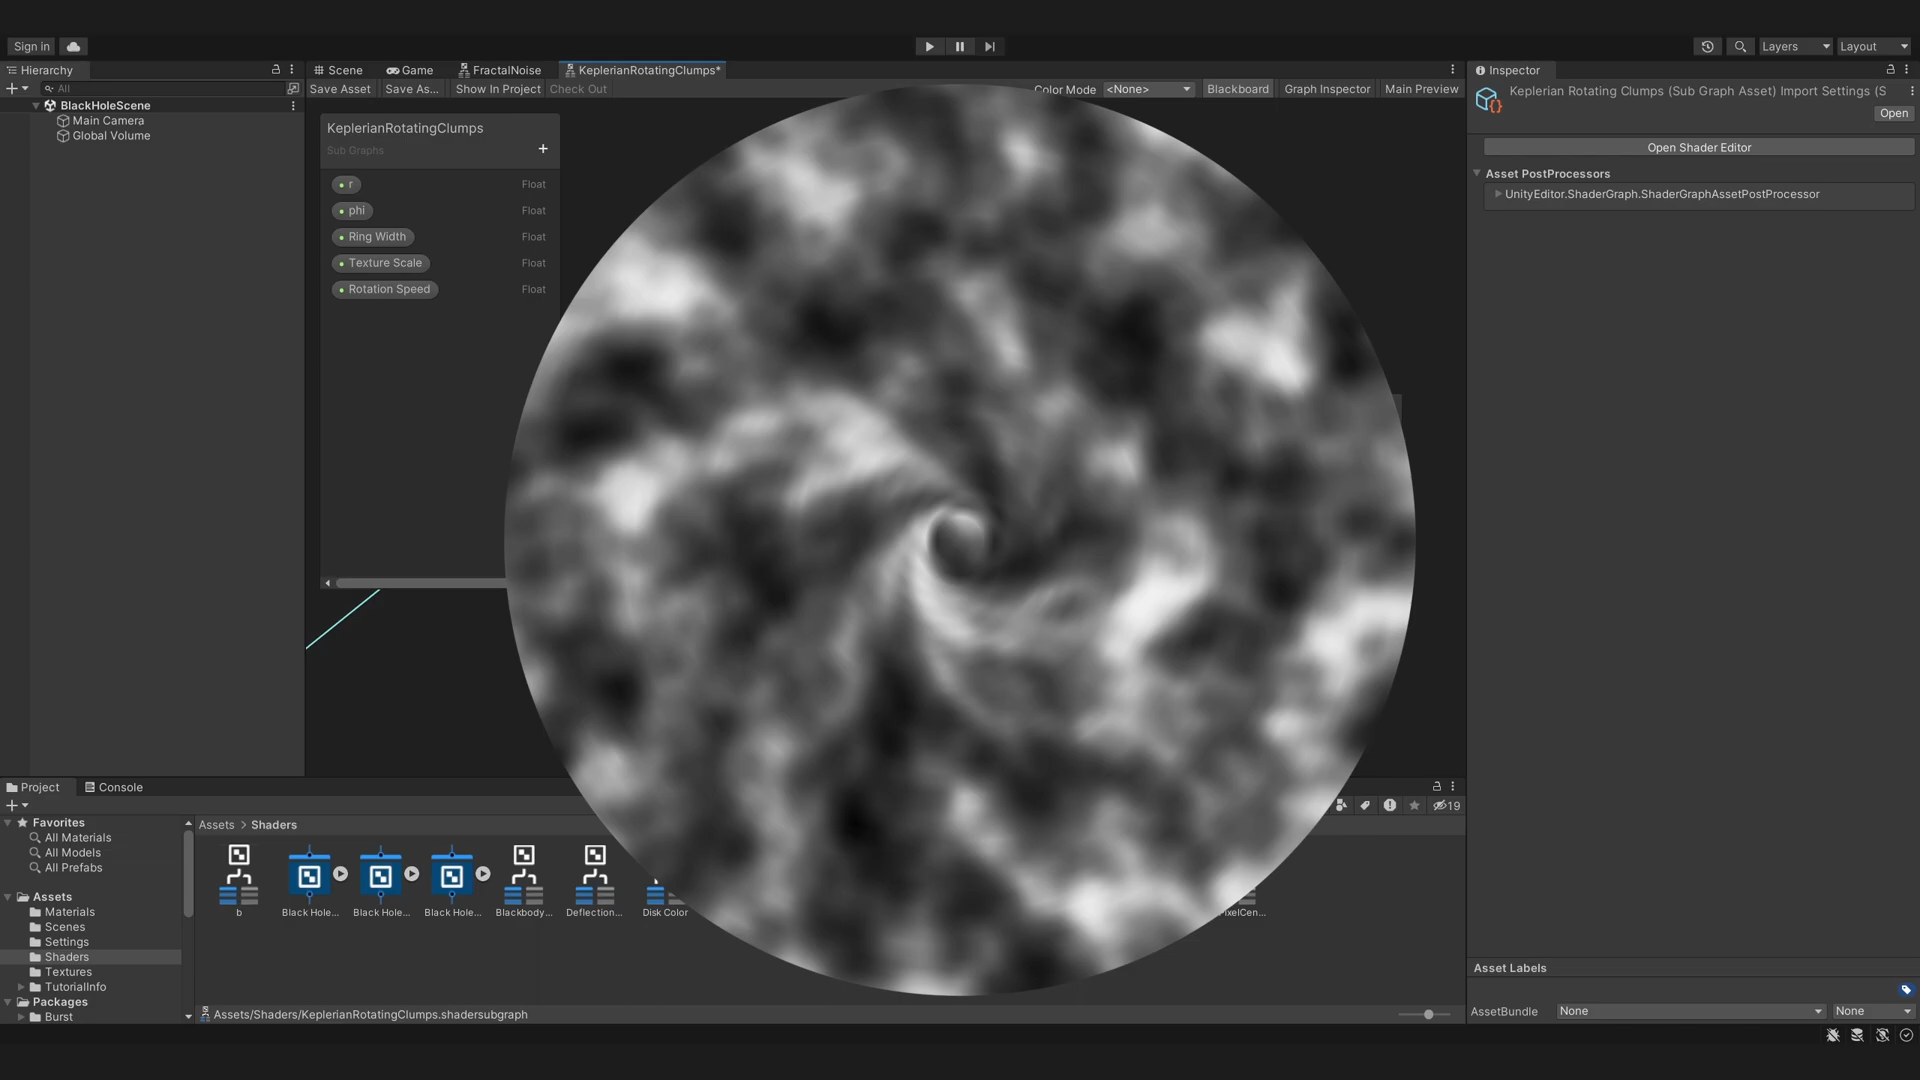 Sign in
Layers
Layout
Hierarchy
Scene
Game
FractalNoise
KeplerianRotatingClumps*
Inspector
All
Save Asset
Save As...
Show In Project
Check Out
Color Mode
<None>
Blackboard
Graph Inspector
Main Preview
Keplerian Rotating Clumps (Sub Graph Asset) Import Settings (S
Open
BlackHoleScene
Main Camera
Global Volume
KeplerianRotatingClumps
Sub Graphs
r Float
phi Float
Ring Width Float
Texture Scale Float
Rotation Speed Float
Open Shader Editor
Asset PostProcessors
UnityEditor.ShaderGraph.ShaderGraphAssetPostProcessor
Project
Console
19
Favorites
All Materials
All Models
All Prefabs
Assets
Materials
Scenes
Settings
Shaders
Textures
TutorialInfo
Packages
Burst
Assets > Shaders
b
Black Hole...
Black Hole...
Black Hole...
Blackbody...
Deflection...
Disk Color
PixelCen...
Assets/Shaders/KeplerianRotatingClumps.shadersubgraph
Asset Labels
AssetBundle
None
None